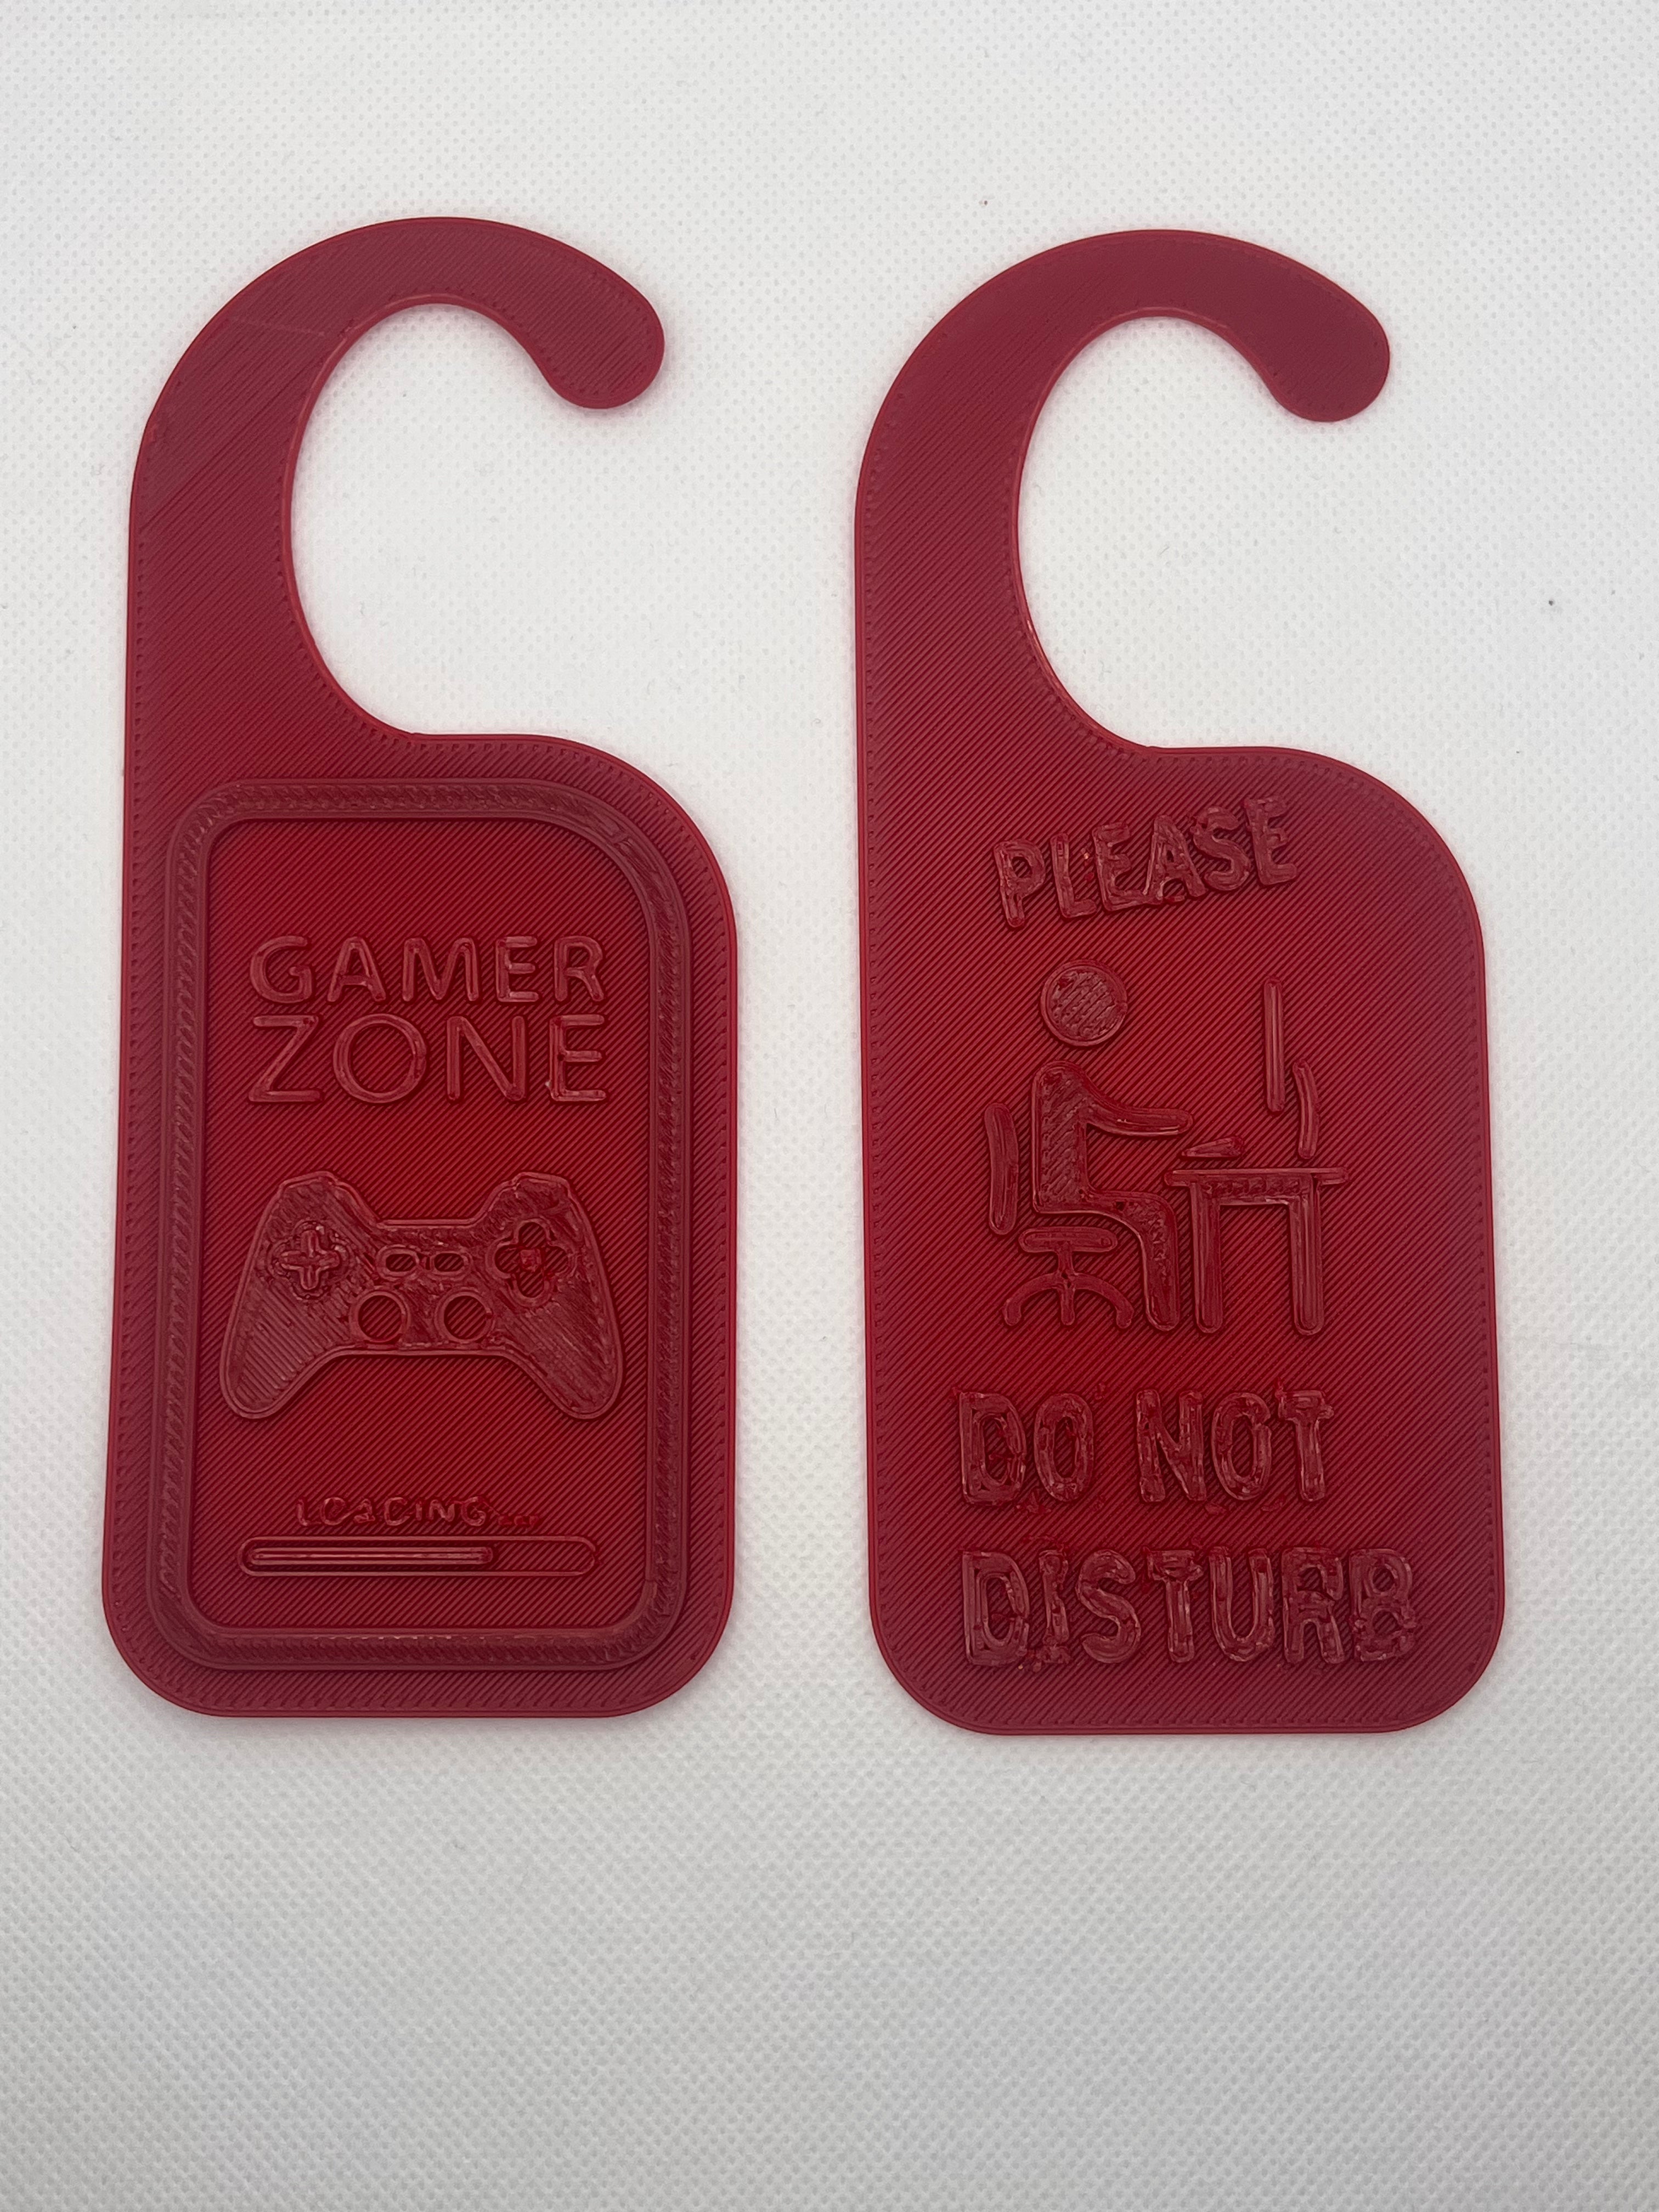 GAMER
ZONE
LOADING...
PLEASE
DO NOT
DISTURB